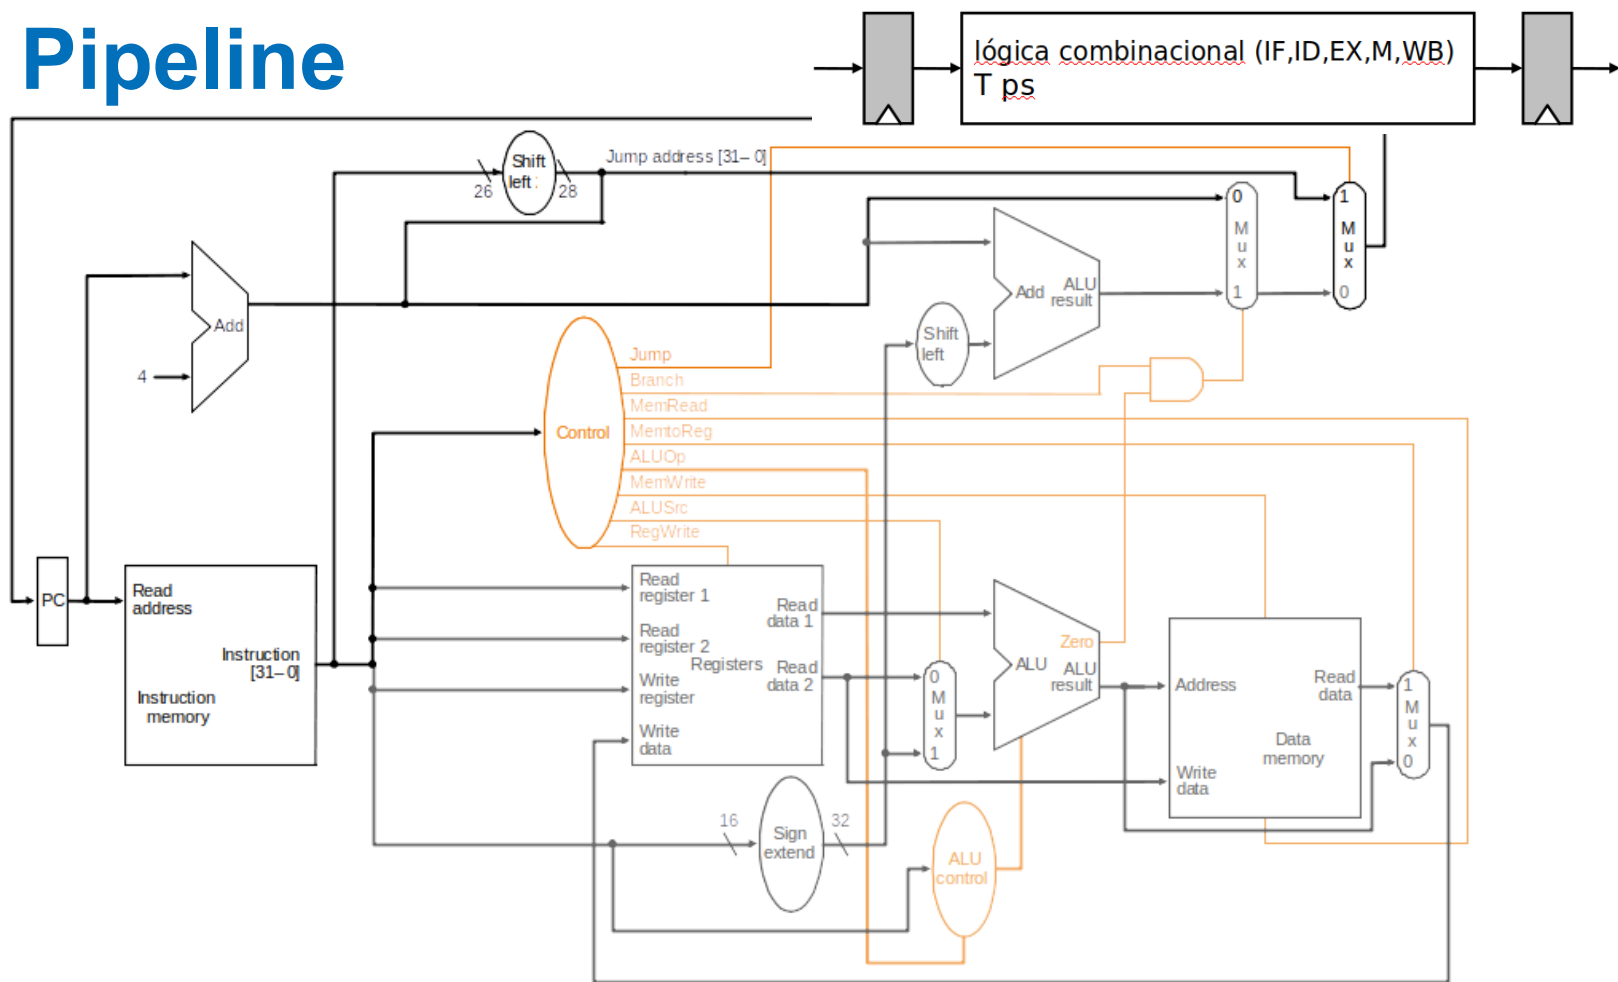 Pipeline
lógica combinacional (IF,ID,EX,M,WB)
T ps
Shift
left
26
28
Jump address [31–0]
0
M
u
x
1
1
M
u
x
0
Add
ALU
result
Shift
left
Add
4
Jump
Branch
MemRead
MemtoReg
ALUOp
MemWrite
ALUSrc
RegWrite
Control
PC
Read
address
Instruction
[31–0]
Instruction
memory
Read
register 1
Read
register 2
Write
register
Write
data
Registers
Read
data 1
Read
data 2
0
M
u
x
1
Zero
ALU
ALU
result
Address
Write
data
Read
data
Data
memory
1
M
u
x
0
16
Sign
extend
32
ALU
control